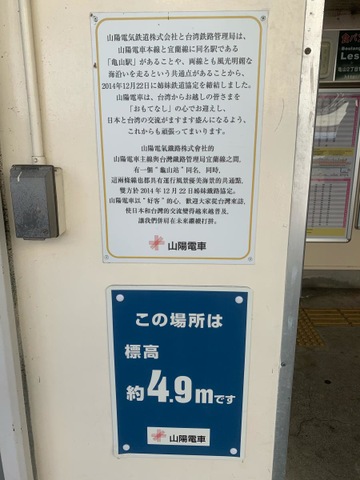 山陽電気鉄道株式会社と台湾鉄路管理局は、
山陽電車本線と宜蘭線に同名駅である
「亀山駅」があることや、両線とも風光明媚な
海沿いを走るという共通点があることから、
2014年12月22日に姉妹鉄道協定を締結しました。
山陽電車は、台湾からお越しの皆さまを
“おもてなし”の心でお迎えし、
日本と台湾の交流がますます盛んになるよう、
これからも頑張ってまいります。
山陽電氣鐵路株式會社的
山陽電車主線與台灣鐵路管理局宜蘭線之間,
有一個“龜山站”同名, 同時,
這兩條線也都具有運行風景優美海景的共通點,
雙方於2014年12月22日締姊妹鐵路協定。
山陽電車以“好客”的心, 歡迎大家從台灣來訪,
使日本和台灣的交流變得越來越普及,
讓我們併肩在未來繼續打拼。
山陽電車
この場所は
標高
約4.9mです
山陽電車